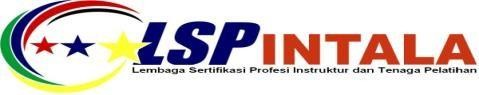 LSPINTALA
Lembaga Sertifikasi Profesi Instruktur dan Tenaga Pelatihan